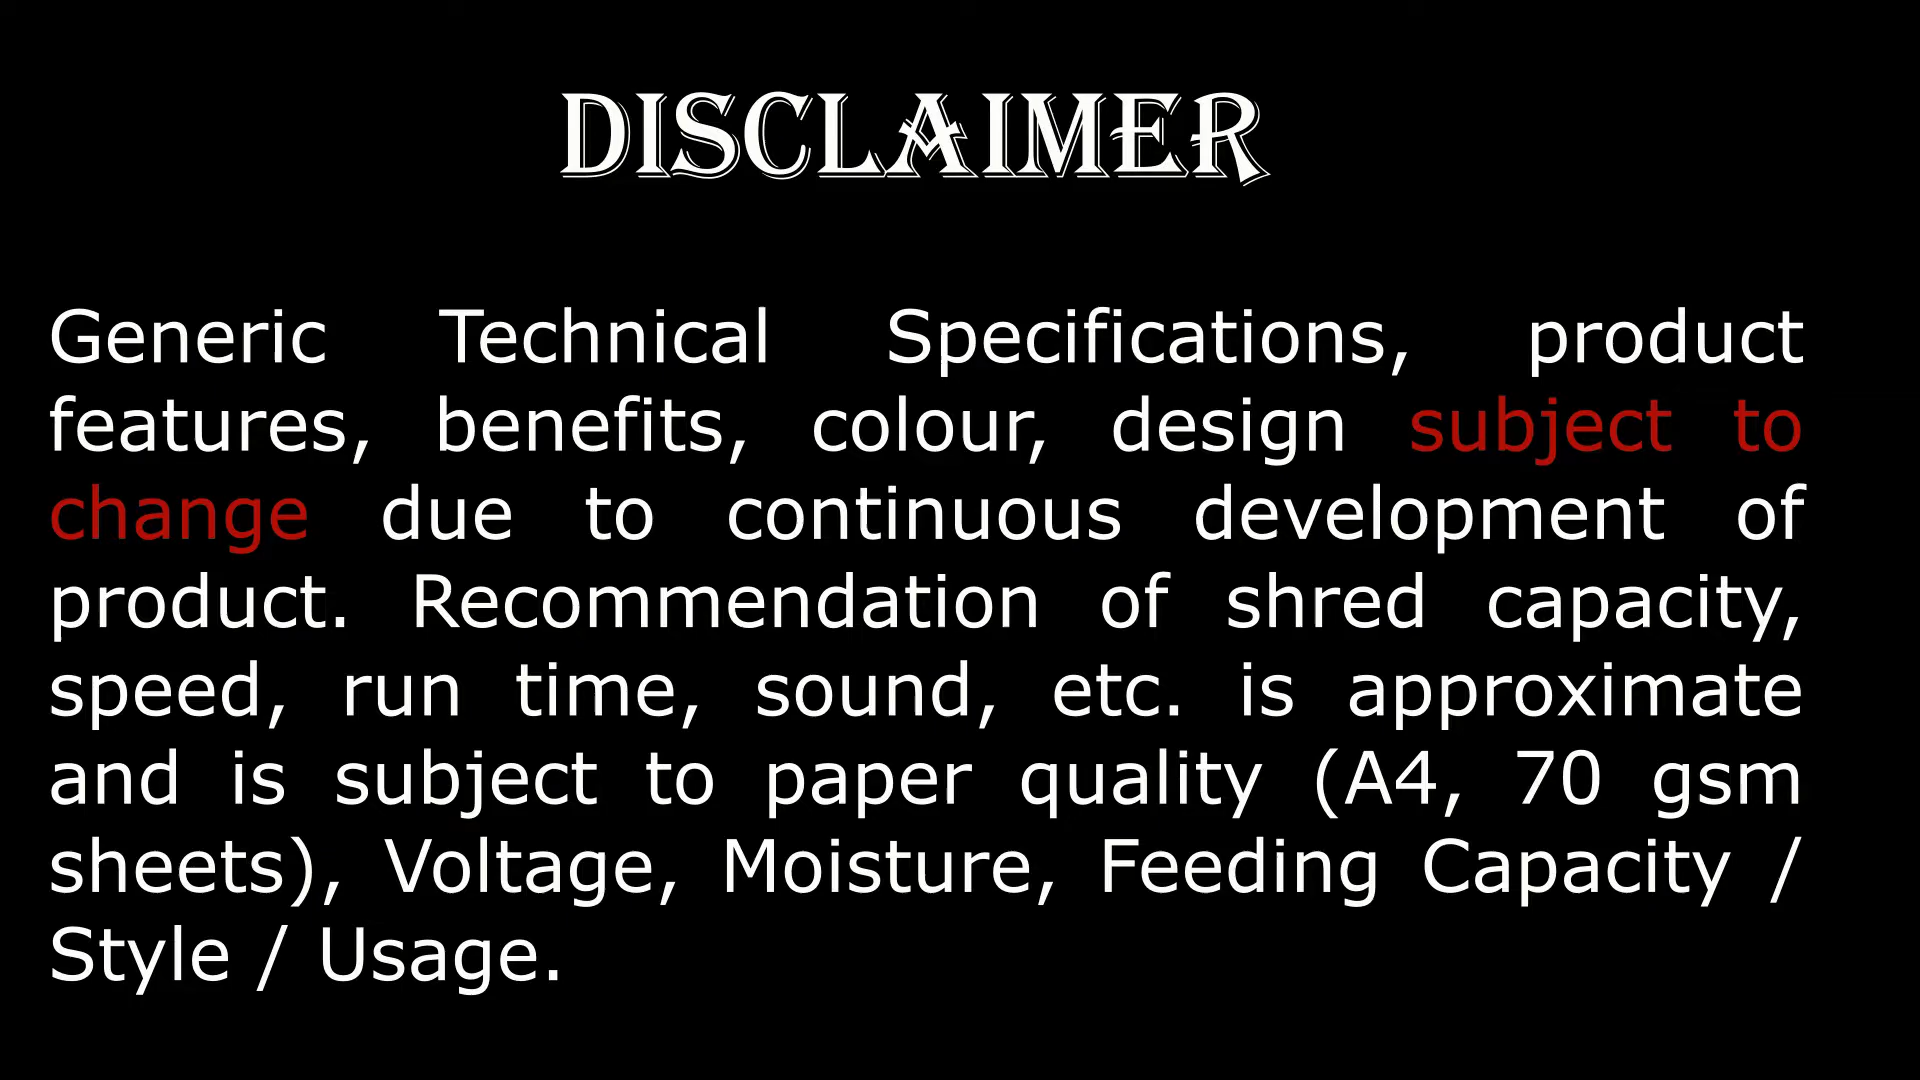 DISCLAIMER
Generic Technical Specifications, product
features, benefits, colour, design subject to
change due to continuous development of
product. Recommendation of shred capacity,
speed, run time, sound, etc. is approximate
and is subject to paper quality (A4, 70 gsm
sheets), Voltage, Moisture, Feeding Capacity /
Style / Usage.